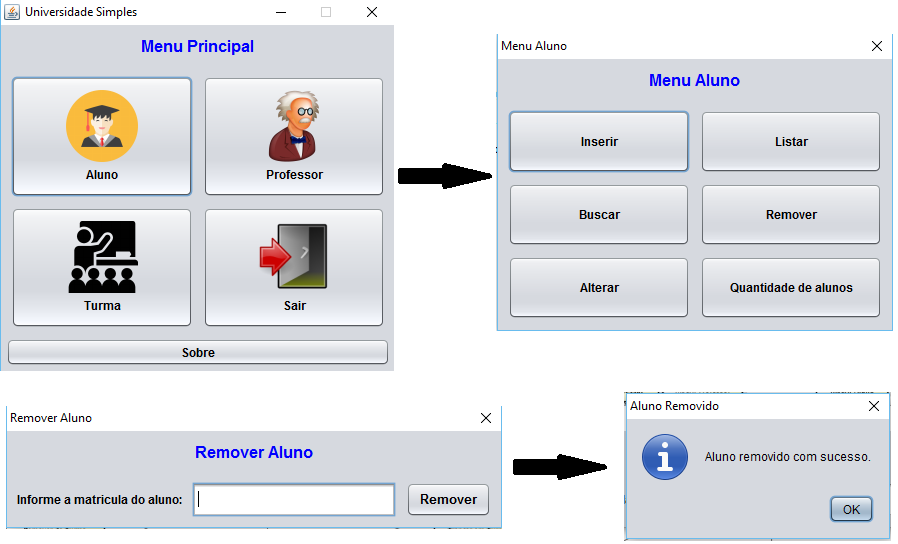 Universidade Simples
Menu Principal
Aluno
Professor
Turma
Sair
Sobre
Menu Aluno
Menu Aluno
Inserir
Listar
Buscar
Remover
Alterar
Quantidade de alunos
Remover Aluno
Remover Aluno
Informe a matricula do aluno:
Remover
Aluno Removido
Aluno removido com sucesso.
OK